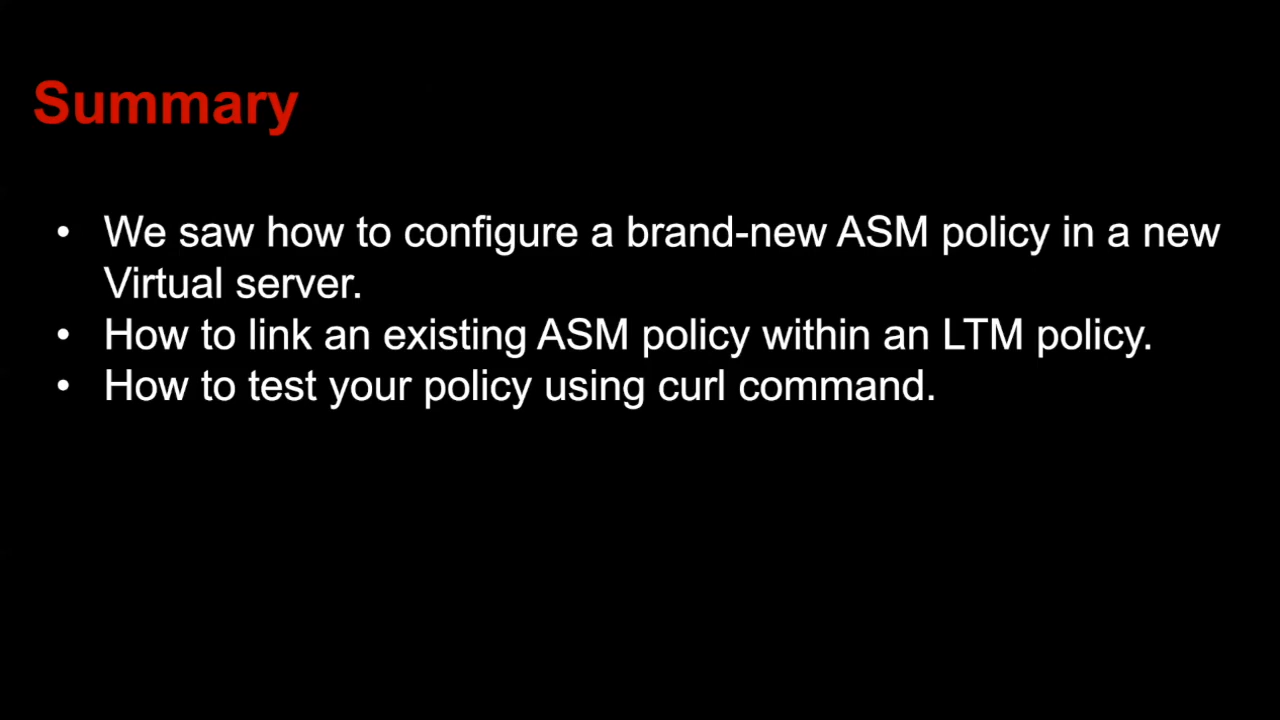 Summary
• We saw how to configure a brand-new ASM policy in a new
Virtual server.
• How to link an existing ASM policy within an LTM policy.
• How to test your policy using curl command.